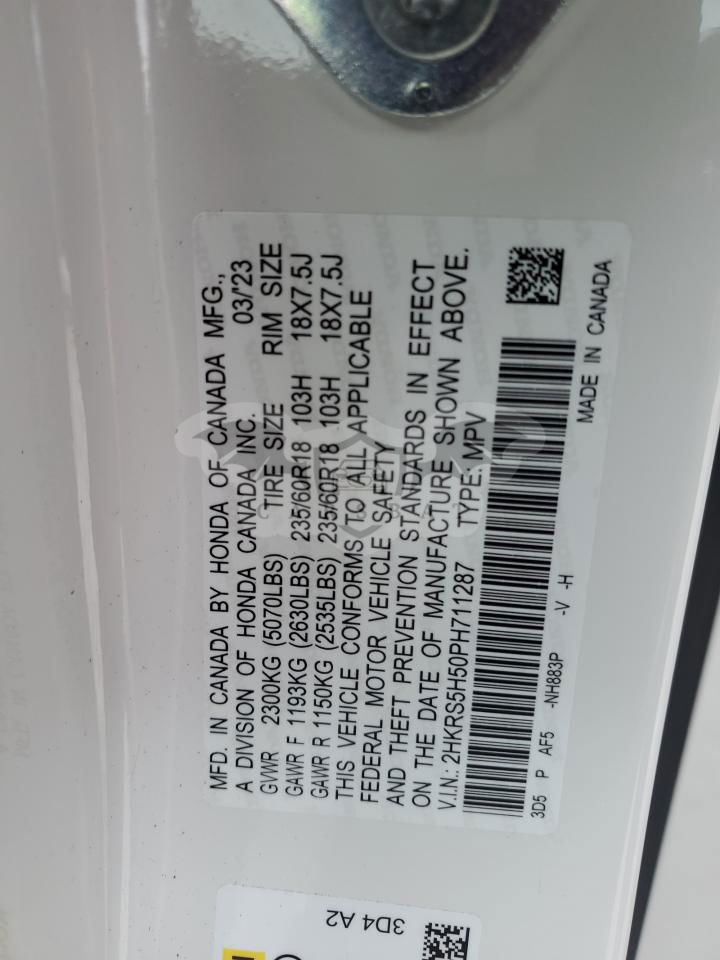 MFD. IN CANADA BY HONDA OF CANADA MFG.,
A DIVISION OF HONDA CANADA INC. 03/'23
GVWR 2300KG (5070LBS) TIRE SIZE RIM SIZE
GAWR F 1193KG (2630LBS) 235/60R18 103H 18X7.5J
GAWR R 1150KG (2535LBS) 235/60R18 103H 18X7.5J
THIS VEHICLE CONFORMS TO ALL APPLICABLE
FEDERAL MOTOR VEHICLE SAFETY
AND THEFT PREVENTION STANDARDS IN EFFECT
ON THE DATE OF MANUFACTURE SHOWN ABOVE.
V.I.N.: 2HKRS5H50PH711287 TYPE: MPV
3D5 P AF5 -NH883P -V -H
MADE IN CANADA
3D4 A2